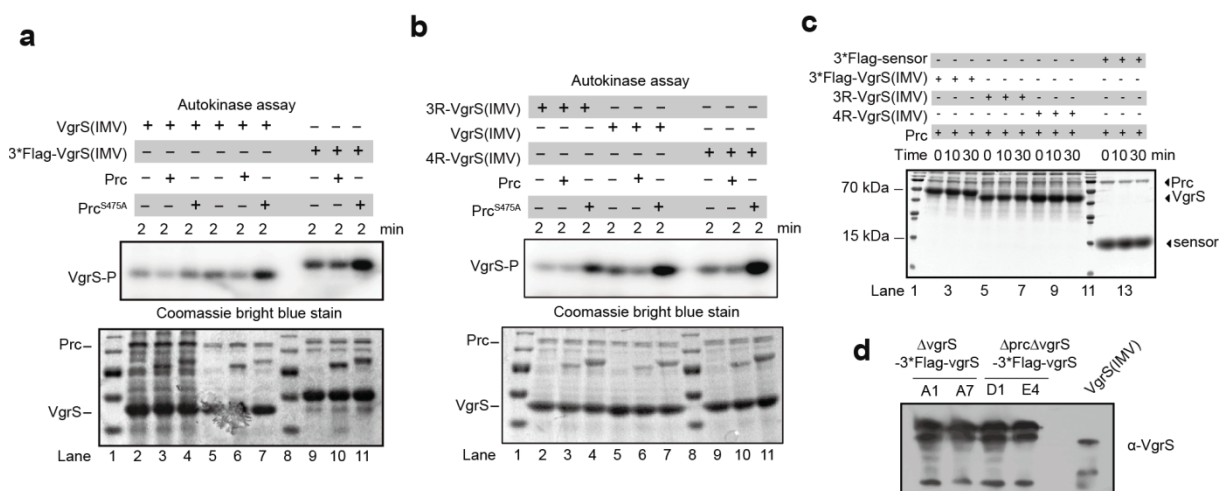 a
Autokinase assay
VgrS(IMV) + + + + + + – – –
3*Flag-VgrS(IMV) – – – – – – + + +
Prc – + – – + – – + –
Prc^S475A – – + – – + – – +
2 2 2 2 2 2 2 2 2 min
VgrS-P
Coomassie bright blue stain
Prc
VgrS
Lane 1 2 3 4 5 6 7 8 9 10 11
b
Autokinase assay
3R-VgrS(IMV) + + + – – – – – –
VgrS(IMV) – – – + + + – – –
4R-VgrS(IMV) – – – – – – + + +
Prc – + – – + – – + –
Prc^S475A – – + – – + – – +
2 2 2 2 2 2 2 2 2 min
VgrS-P
Coomassie bright blue stain
Prc
VgrS
Lane 1 2 3 4 5 6 7 8 9 10 11
c
3*Flag-sensor - - - - - - - - - + + +
3*Flag-VgrS(IMV) + + + - - - - - - - - -
3R-VgrS(IMV) - - - + + + - - - - - -
4R-VgrS(IMV) - - - - - - + + + - - -
Prc + + + + + + + + + + + +
Time 0 10 30 0 10 30 0 10 30 0 10 30 min
70 kDa
Prc
VgrS
15 kDa
sensor
Lane 1 3 5 7 9 11 13
d
ΔvgrS
-3*Flag-vgrS
ΔprcΔvgrS
-3*Flag-vgrS
VgrS(IMV)
A1 A7 D1 E4
α-VgrS